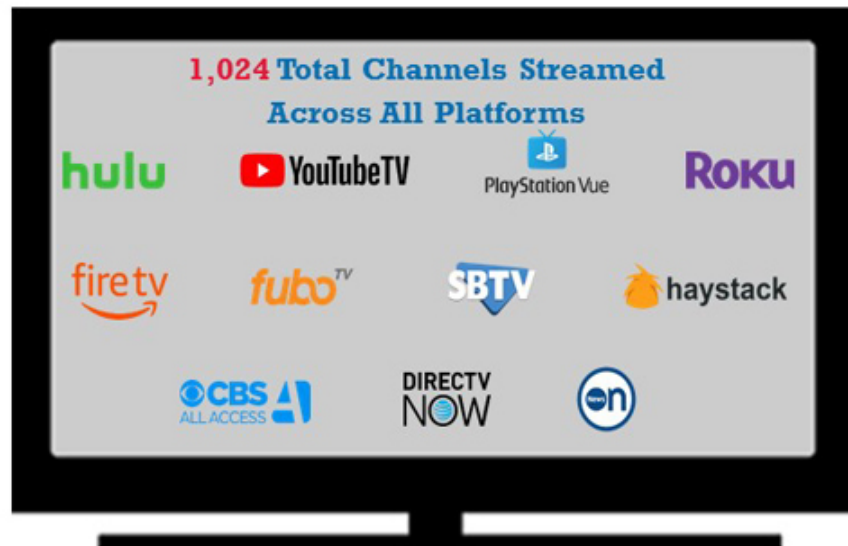 1,024 Total Channels Streamed
Across All Platforms
hulu
YouTubeTV
PlayStation Vue
ROKU
firetv
fubo TV
SBTV
haystack
CBS
ALL ACCESS
DIRECTV
NOW
News
on